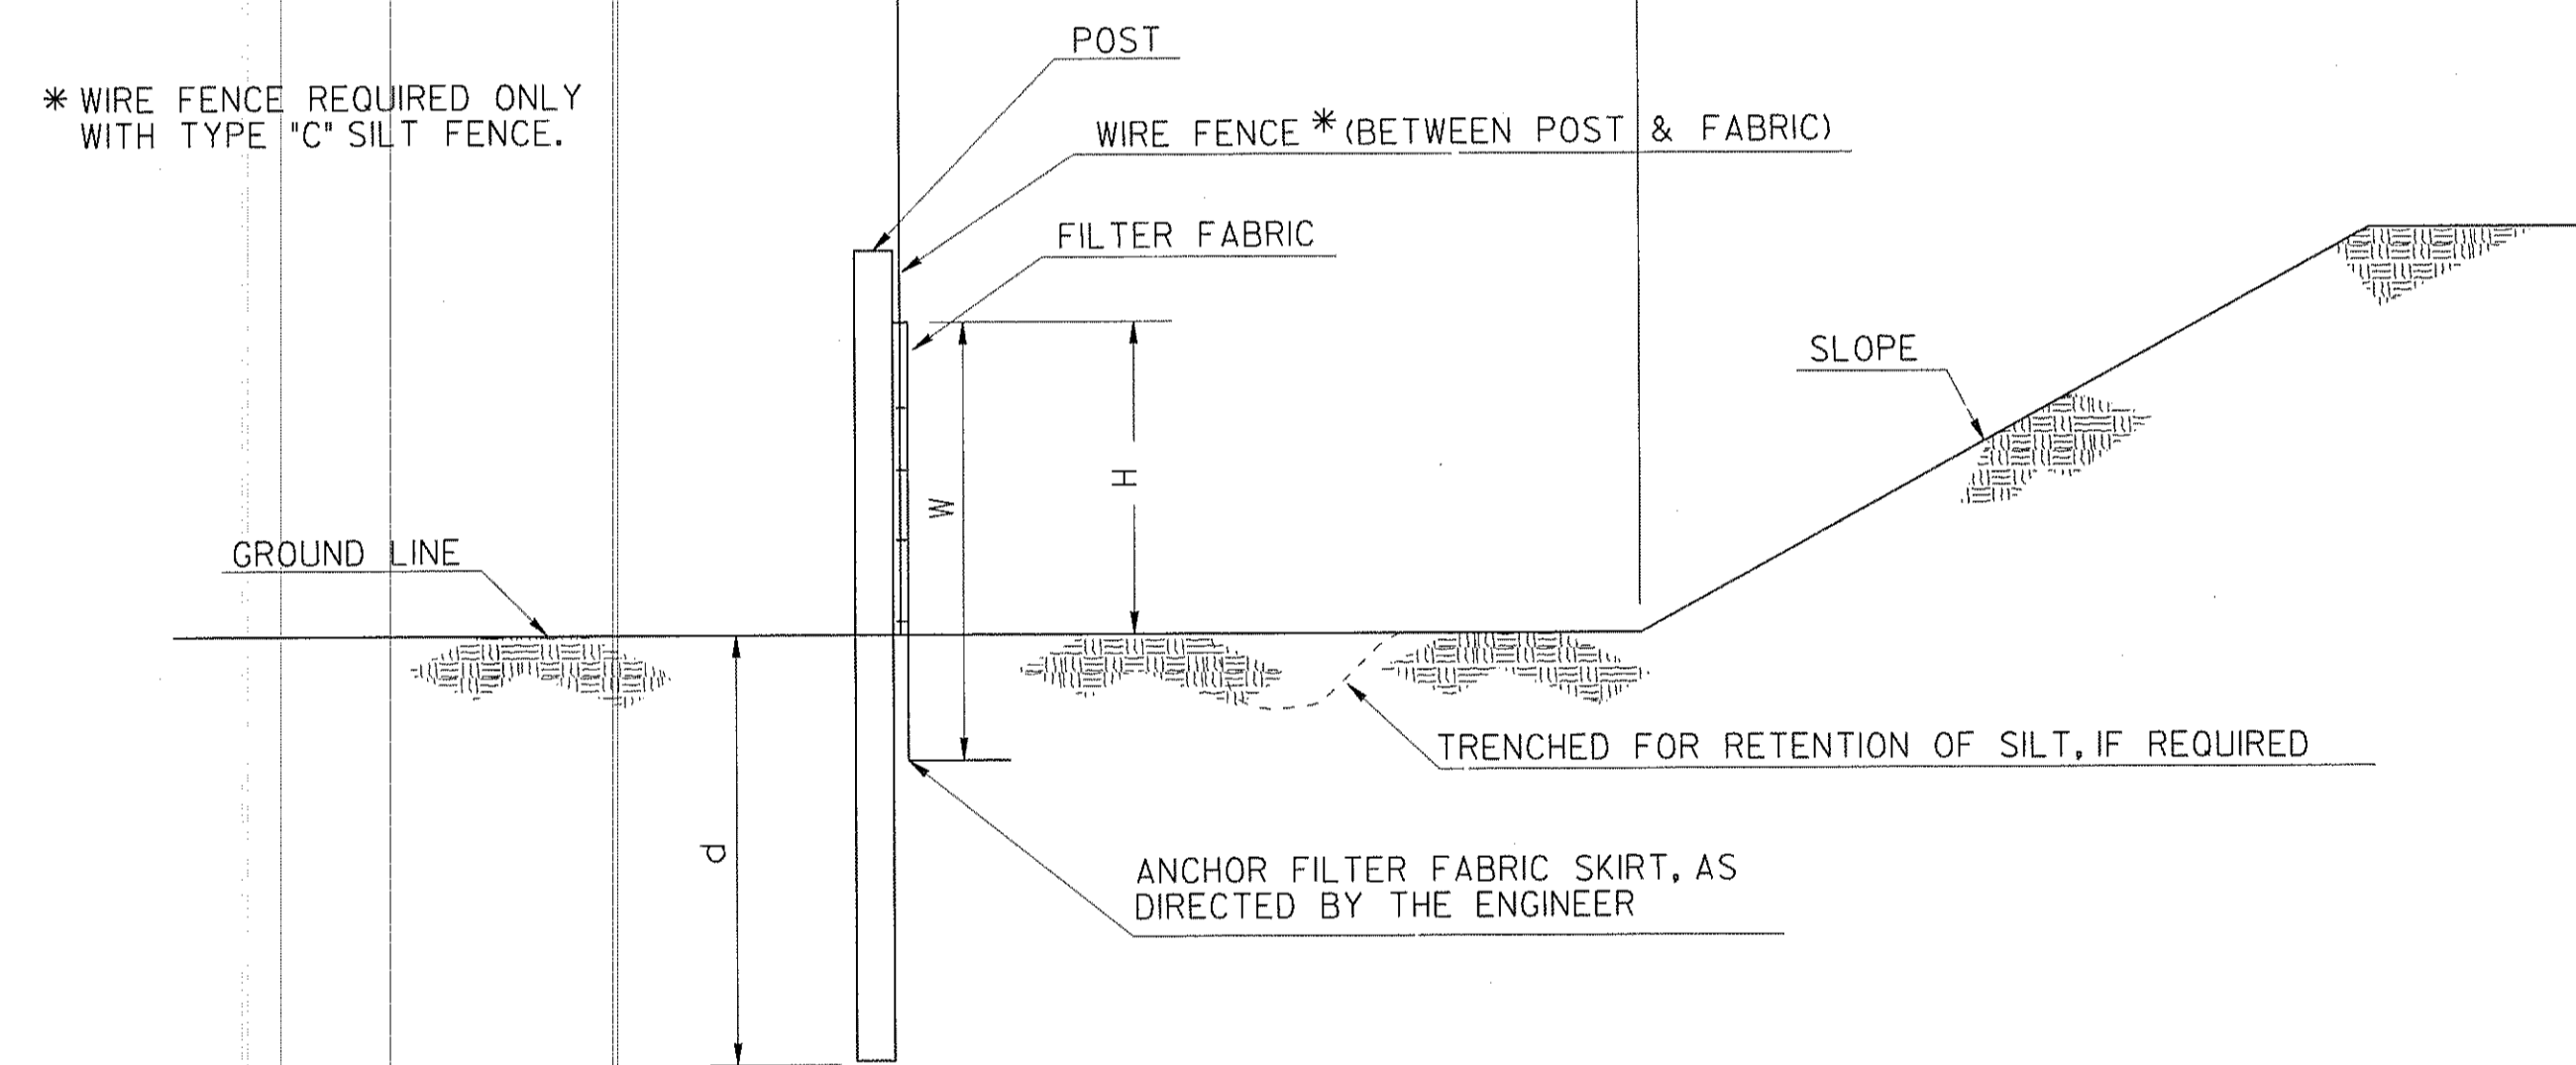 POST
* WIRE FENCE REQUIRED ONLY
WITH TYPE "C" SILT FENCE.
WIRE FENCE * (BETWEEN POST & FABRIC)
FILTER FABRIC
SLOPE
W
H
GROUND LINE
TRENCHED FOR RETENTION OF SILT, IF REQUIRED
d
ANCHOR FILTER FABRIC SKIRT, AS
DIRECTED BY THE ENGINEER